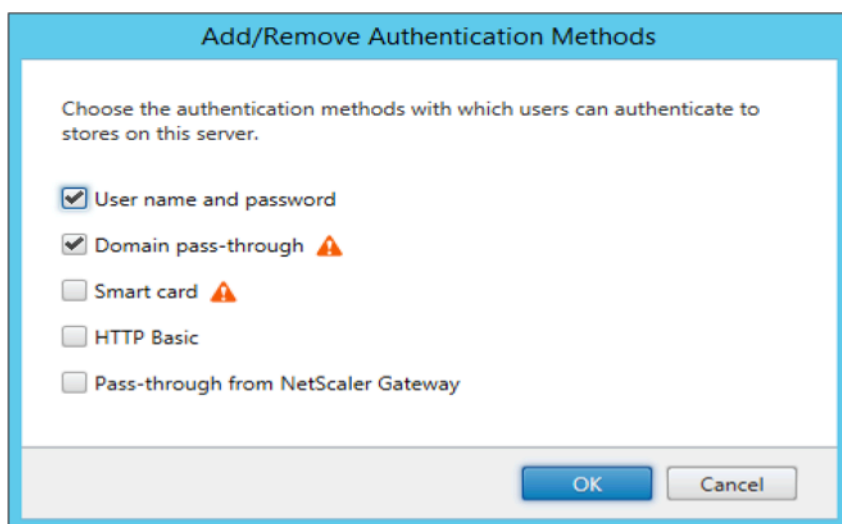 Add/Remove Authentication Methods
Choose the authentication methods with which users can authenticate to
stores on this server.
User name and password
Domain pass-through
Smart card
HTTP Basic
Pass-through from NetScaler Gateway
OK Cancel